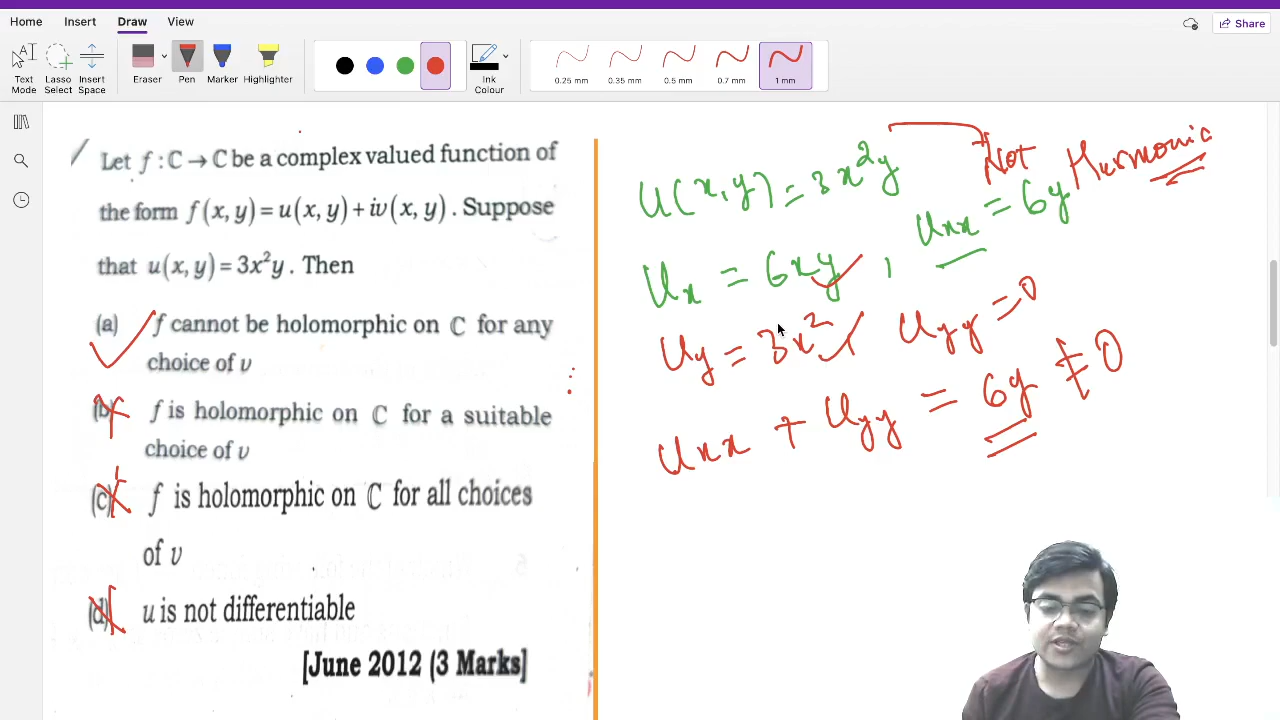 Home Insert Draw View
Share
Text Mode
Lasso Select
Insert Space
Eraser
Pen
Marker
Highlighter
Ink Colour
0.25 mm
0.35 mm
0.5 mm
0.7 mm
1 mm
Let f : C → C be a complex valued function of
the form f(x, y) = u(x, y) + iv(x, y). Suppose
that u(x, y) = 3x²y. Then
(a) f cannot be holomorphic on C for any
choice of v
(b) f is holomorphic on C for a suitable
choice of v
(c) f is holomorphic on C for all choices
of v
(d) u is not differentiable
[June 2012 (3 Marks]
u(x, y) = 3x²y
Not Harmonic
Ux = 6xy , Uxx = 6y
Uy = 3x² Uyy = 0
Uxx + Uyy = 6y ≠ 0